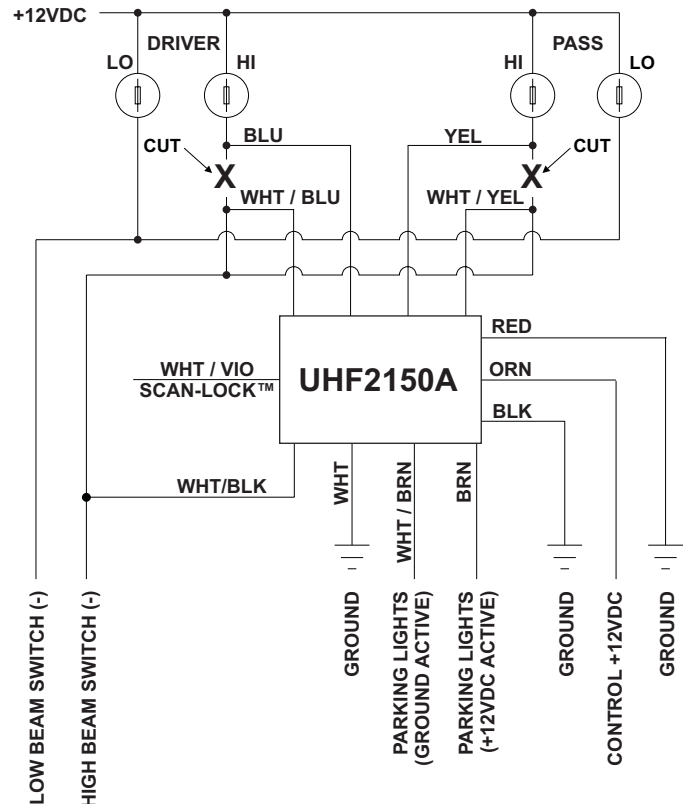 +12VDC
DRIVER
PASS
LO
HI
HI
LO
BLU
YEL
CUT
CUT
X
X
WHT / BLU
WHT / YEL
RED
WHT / VIO
SCAN-LOCK™
UHF2150A
ORN
BLK
WHT/BLK
WHT
WHT / BRN
BRN
LOW BEAM SWITCH (-)
HIGH BEAM SWITCH (-)
GROUND
PARKING LIGHTS
(GROUND ACTIVE)
PARKING LIGHTS
(+12VDC ACTIVE)
GROUND
CONTROL +12VDC
GROUND